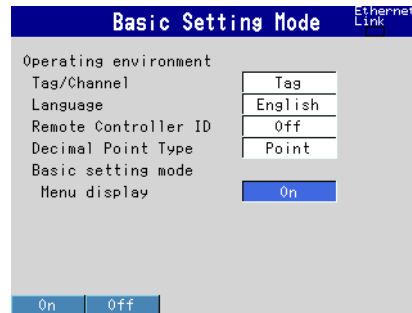 Basic Setting Mode
Ethernet
Link
Operating environment
Tag/Channel Tag
Language English
Remote Controller ID Off
Decimal Point Type Point
Basic setting mode
Menu display On
On Off